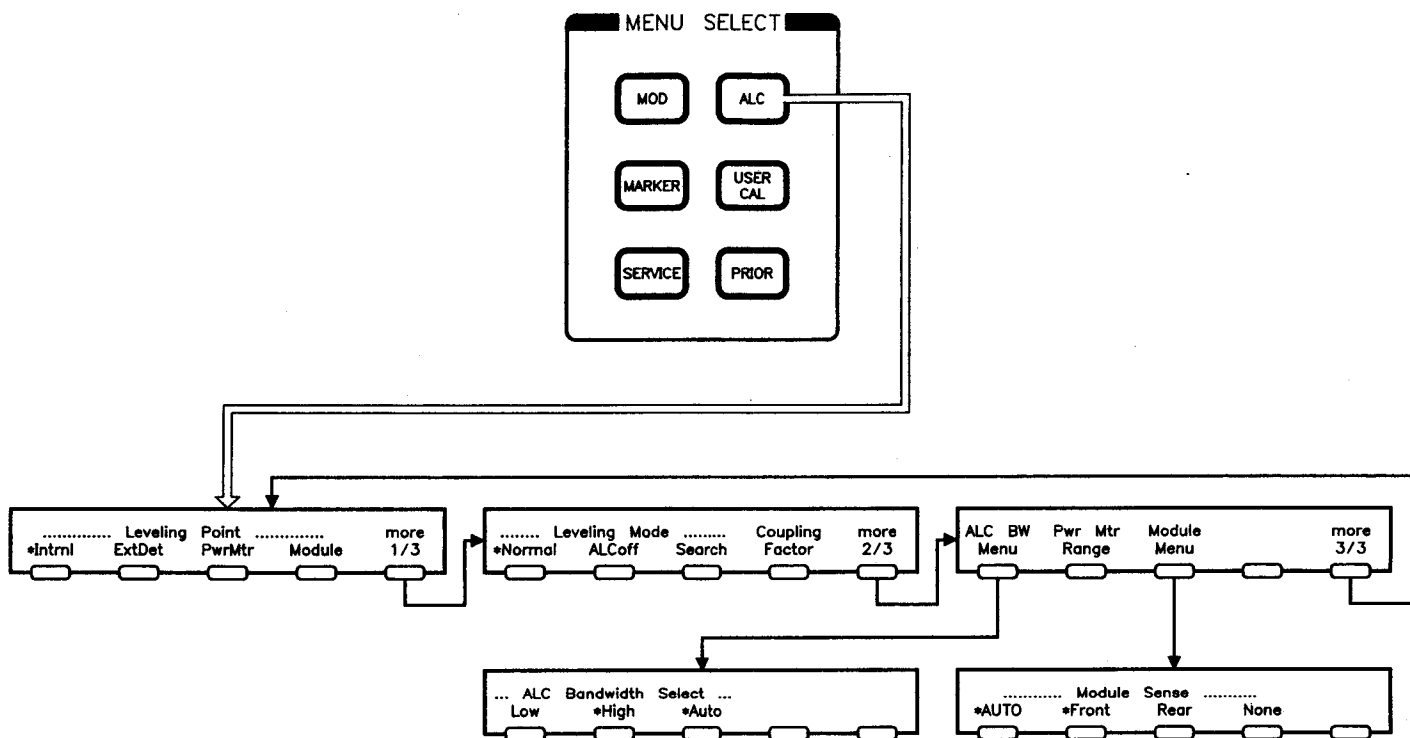 MENU SELECT
MOD
ALC
MARKER
USER
CAL
SERVICE
PRIOR
............. Leveling Point ............. more
*Intrnl ExtDet PwrMtr Module 1/3
........ Leveling Mode ........ Coupling more
*Normal ALCoff Search Factor 2/3
ALC BW Pwr Mtr Module more
Menu Range Menu 3/3
... ALC Bandwidth Select ...
Low *High *Auto
........... Module Sense ..........
*AUTO *Front Rear None